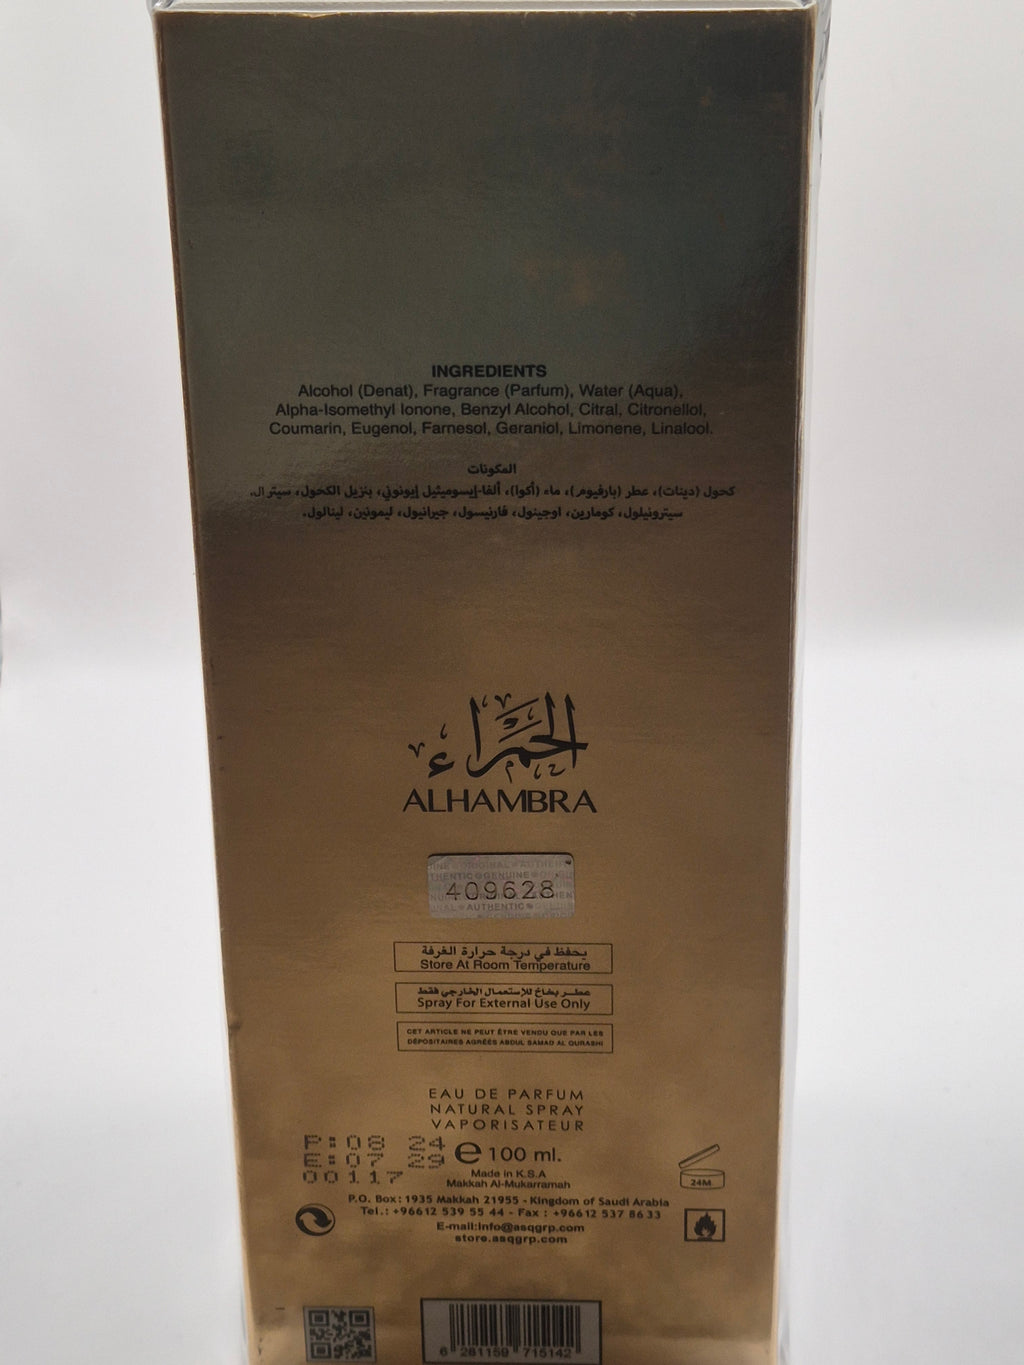 INGREDIENTS
Alcohol (Denat), Fragrance (Parfum), Water (Aqua),
Alpha-Isomethyl Ionone, Benzyl Alcohol, Citral, Citronellol,
Coumarin, Eugenol, Farnesol, Geraniol, Limonene, Linalool.
المكونات
كحول (دينات)، عطر (بارفيوم)، ماء (أكوا)، ألفا-إيسوميثيل إيونوني، بنزيل الكحول، سيترال.
سيترونيلول، كومارين، اوجينول، فارنيسول، جيرانيول، ليمونين، لينالول.
الحمراء
ALHAMBRA
409628
يحفظ في درجة حرارة الغرفة
Store At Room Temperature
عطر بخاخ للإستعمال الخارجي فقط
Spray For External Use Only
CET ARTICLE NE PEUT ÊTRE VENDU QUE PAR LES
DÉPOSITAIRES AGRÉÉS ABDUL SAMAD AL QURASHI
EAU DE PARFUM
NATURAL SPRAY
VAPORISATEUR
P:08 24
E:07 29
00117
e 100 ml.
Made in K.S.A
Makkah Al-Mukarramah
24M
P.O. Box: 1935 Makkah 21955 - Kingdom of Saudi Arabia
Tel.: +96612 539 55 44 - Fax : +96612 537 86 33
E-mail:info@asqgrp.com
store.asqgrp.com
6 281159 715142